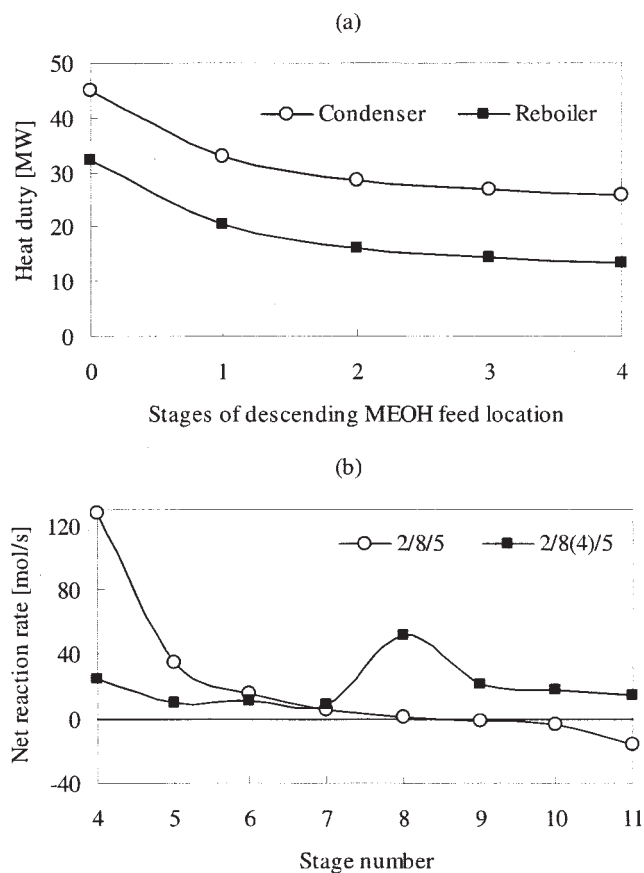 (a)
50
40
30
20
10
0
Heat duty [MW]
Condenser Reboiler
0 1 2 3 4
Stages of descending MEOH feed location
(b)
120
80
40
0
-40
Net reaction rate [mol/s]
2/8/5 2/8(4)/5
4 5 6 7 8 9 10 11
Stage number